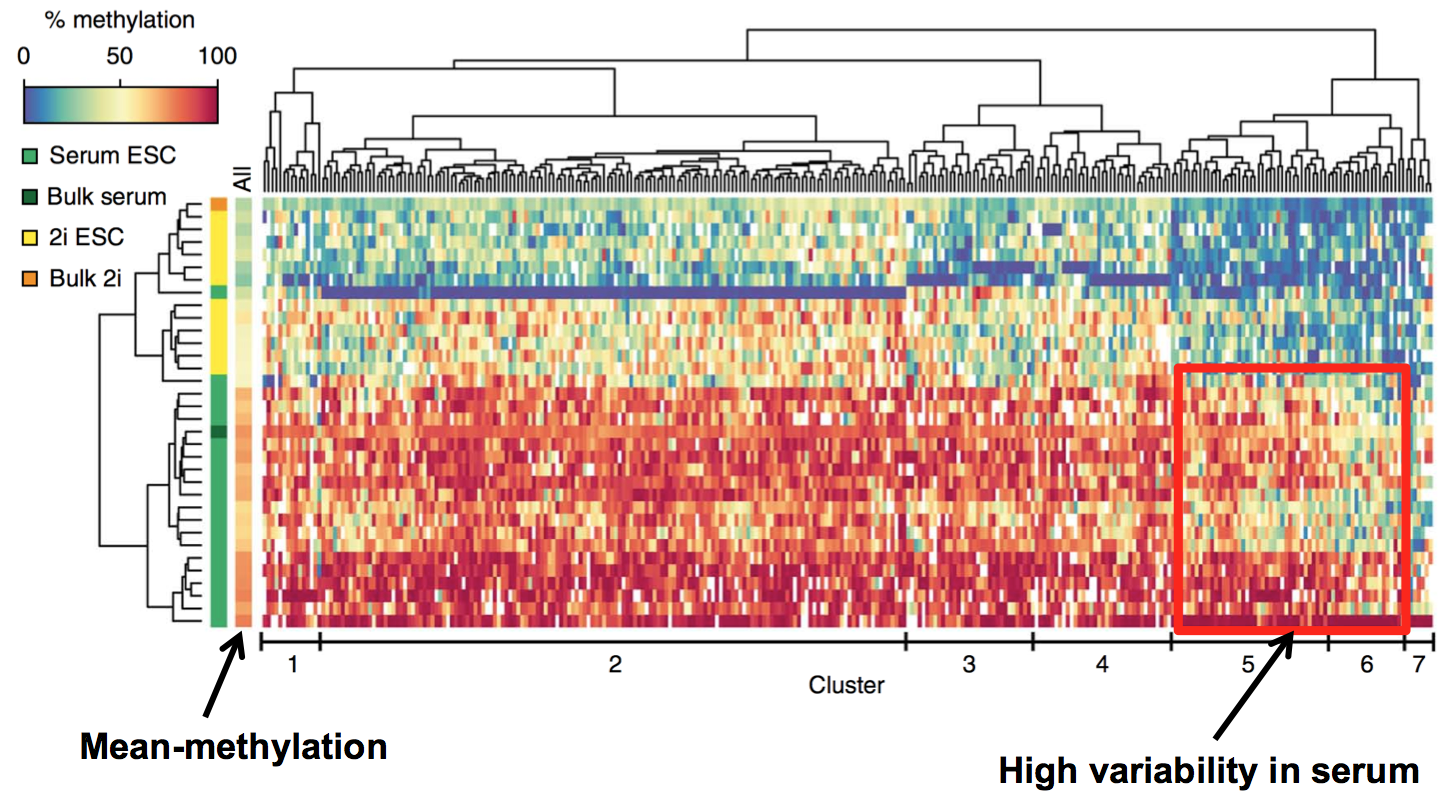 % methylation
0 50 100
Serum ESC
Bulk serum
2i ESC
Bulk 2i
All
1 2 3 4 5 6 7
Cluster
Mean-methylation
High variability in serum